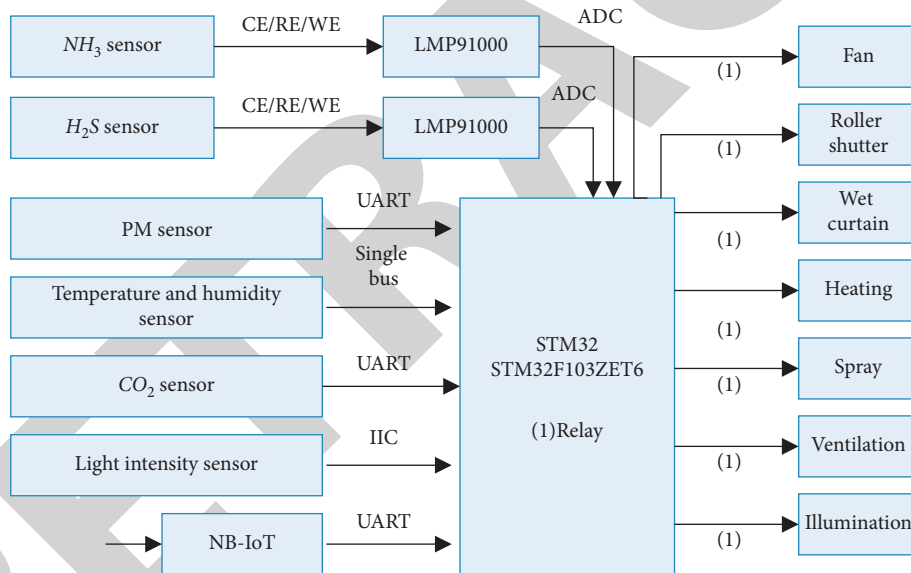 NH₃ sensor
CE/RE/WE
LMP91000
ADC
(1)
Fan
H₂S sensor
CE/RE/WE
LMP91000
ADC
(1)
Roller
shutter
PM sensor
UART
(1)
Wet
curtain
Temperature and humidity
sensor
Single
bus
(1)
Heating
CO₂ sensor
UART
STM32
STM32F103ZET6
(1)Relay
(1)
Spray
Light intensity sensor
IIC
(1)
Ventilation
NB-IoT
UART
(1)
Illumination